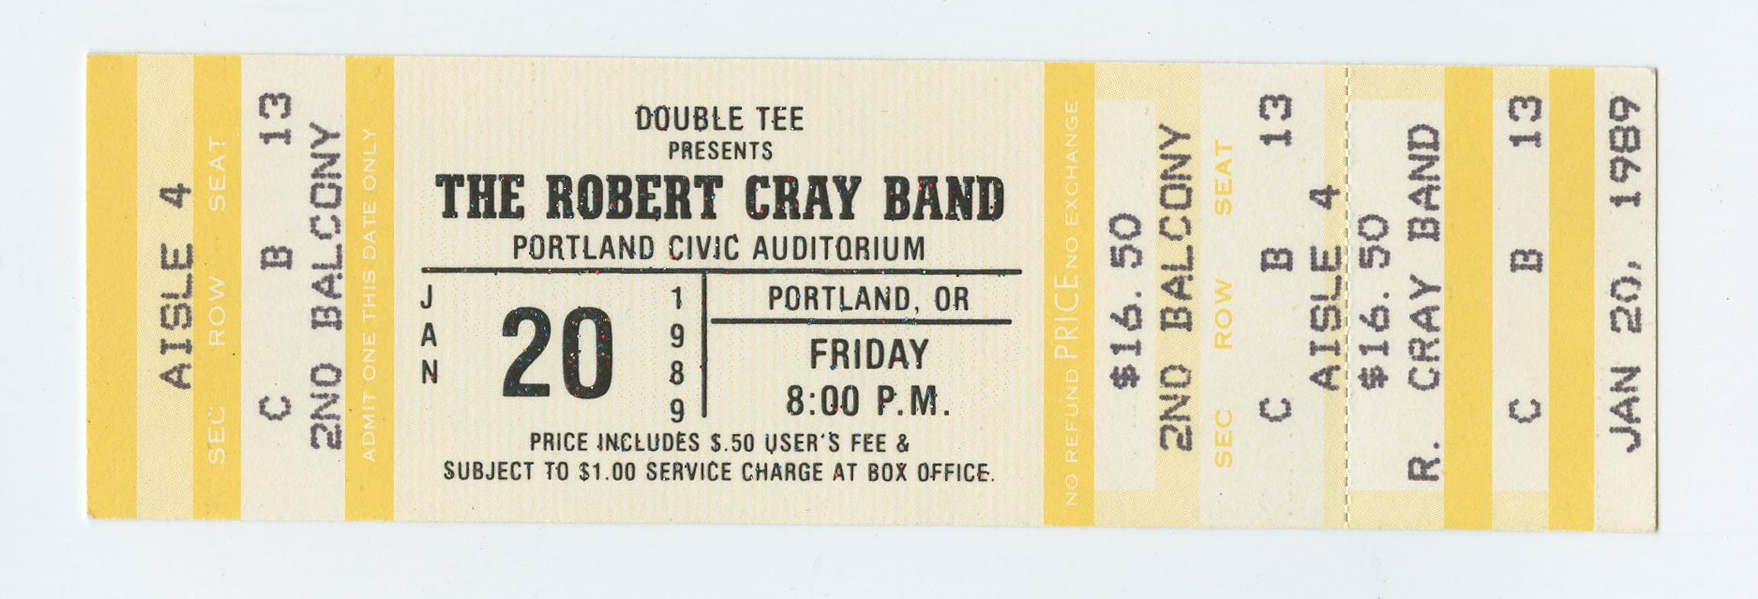 AISLE 4
SEC ROW SEAT
C B 13
2ND BALCONY
ADMIT ONE THIS DATE ONLY
DOUBLE TEE
PRESENTS
THE ROBERT CRAY BAND
PORTLAND CIVIC AUDITORIUM
JAN 20 1989
PORTLAND, OR
FRIDAY
8:00 P.M.
PRICE INCLUDES $.50 USER'S FEE &
SUBJECT TO $1.00 SERVICE CHARGE AT BOX OFFICE.
NO REFUND PRICE NO EXCHANGE
$16.50
2ND BALCONY
SEC ROW SEAT
C B 13
AISLE 4
$16.50
R. CRAY BAND
C B 13
JAN 20, 1989